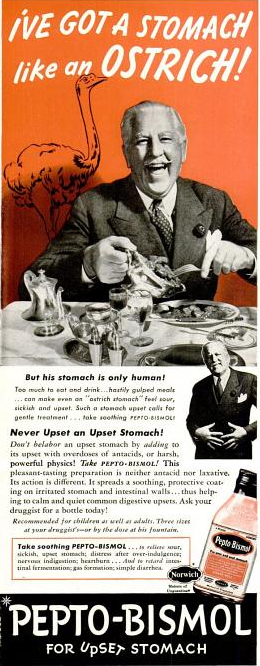 I'VE GOT A STOMACH
like an OSTRICH!
But his stomach is only human!
Too much to eat and drink...hastily gulped meals
...can make even an "ostrich stomach" feel sour,
sickish and upset. Such a stomach upset calls for
gentle treatment...take soothing PEPTO-BISMOL!
Never Upset an Upset Stomach!
Don't belabor an upset stomach by adding to
its upset with overdoses of antacids, or harsh,
powerful physics! Take PEPTO-BISMOL! This
pleasant-tasting preparation is neither antacid nor laxative.
Its action is different. It spreads a soothing, protective coat-
ing on irritated stomach and intestinal walls...thus help-
ing to calm and quiet common digestive upsets. Ask your
druggist for a bottle today!
Recommended for children as well as adults. Three sizes
at your druggist's—or by the dose at his fountain.
Take soothing PEPTO-BISMOL...to relieve sour,
sickish, upset stomach; distress after over-indulgence;
nervous indigestion; heartburn...And to retard intes-
tinal fermentation; gas formation; simple diarrhea.
Norwich
Makers of
Unguentine
Pepto-Bismol
*PEPTO-BISMOL
FOR UPSET STOMACH